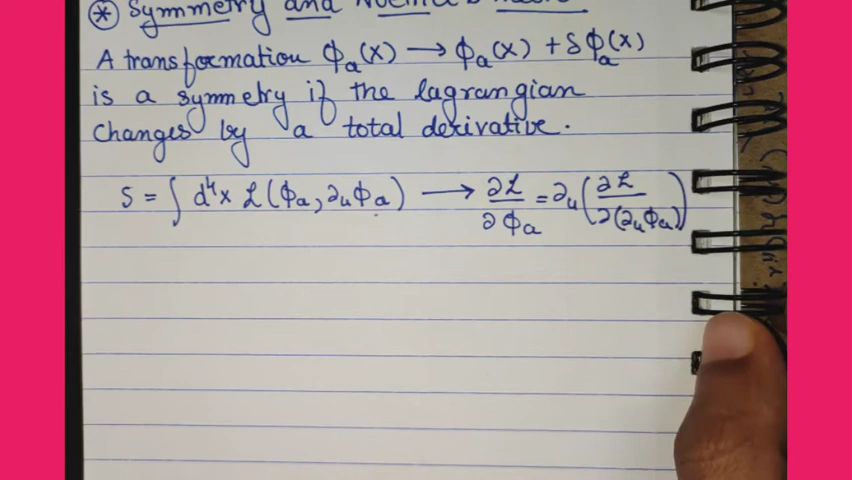 ⊛ Symmetry and Noether's
A transformation ϕₐ(x) → ϕₐ(x) + δϕₐ(x)
is a symmetry if the lagrangian
changes by a total derivative.
S = ∫ d⁴x ℒ(ϕₐ, ∂ᵤϕₐ) → ∂ℒ/∂ϕₐ = ∂ᵤ(∂ℒ/∂(∂ᵤϕₐ))